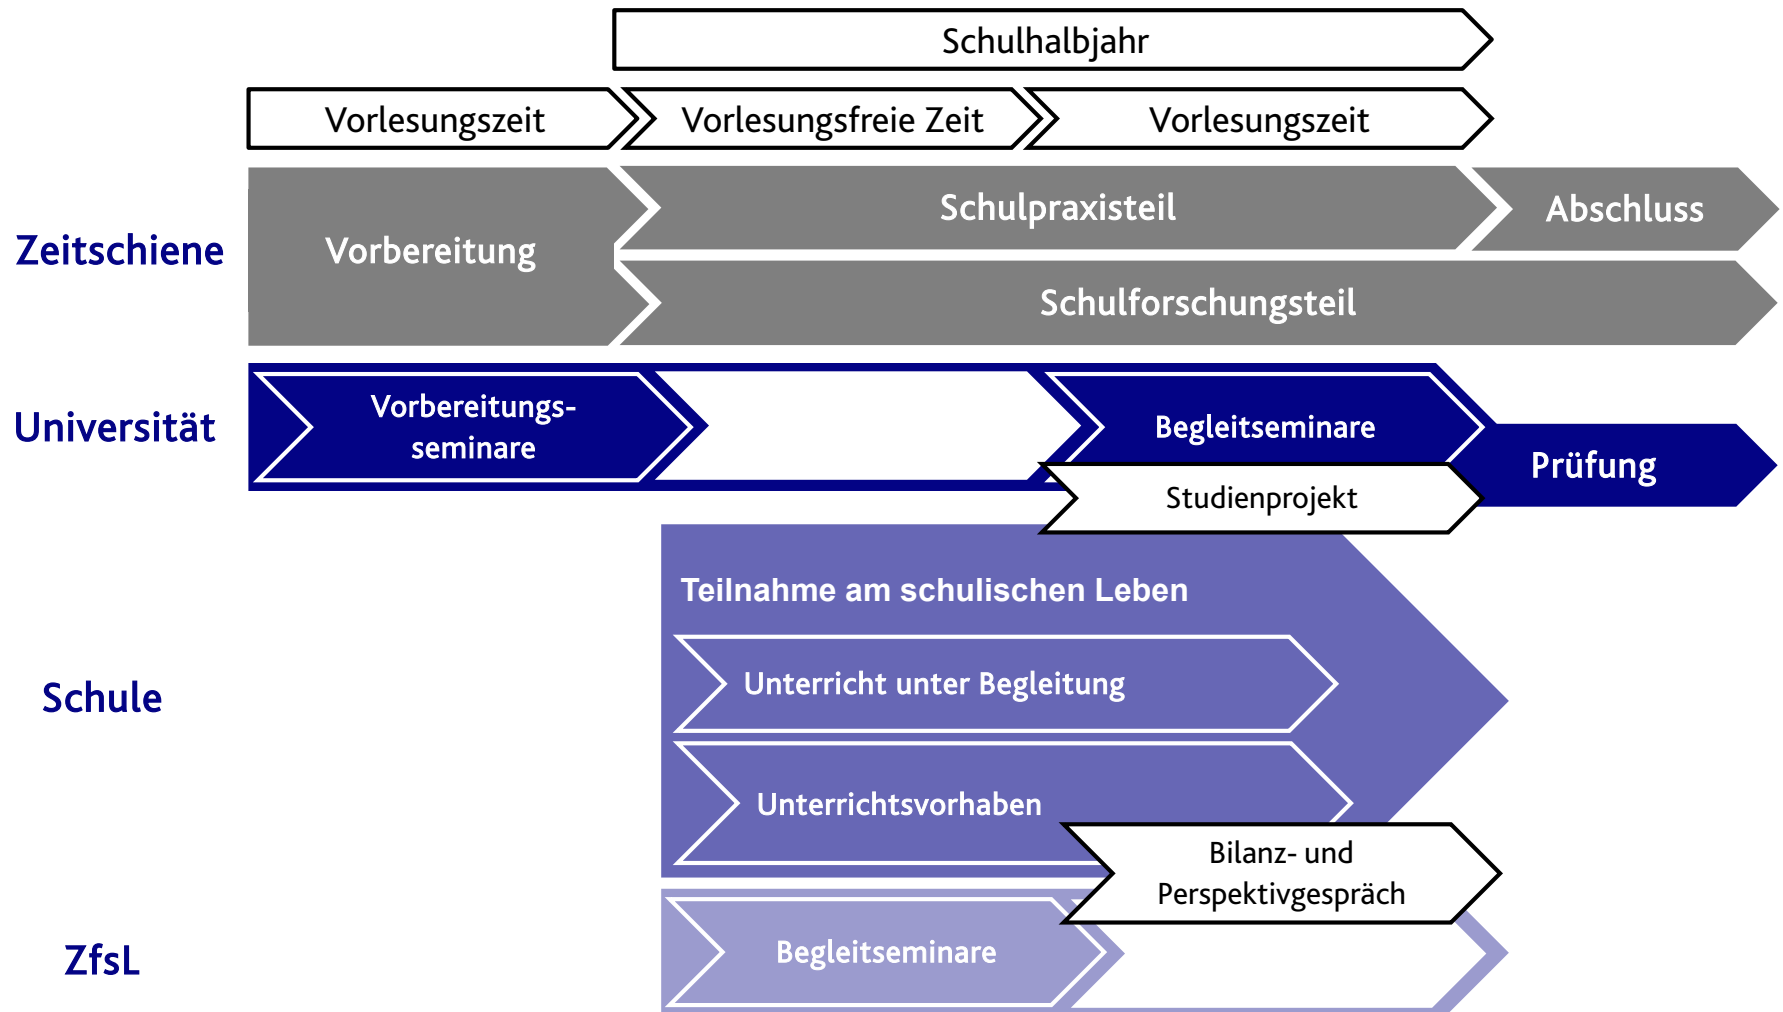 Schulhalbjahr
Vorlesungszeit
Vorlesungsfreie Zeit
Vorlesungszeit
Zeitschiene
Vorbereitung
Schulpraxisteil
Abschluss
Schulforschungsteil
Universität
Vorbereitungs-
seminare
Begleitseminare
Prüfung
Studienprojekt
Schule
Teilnahme am schulischen Leben
Unterricht unter Begleitung
Unterrichtsvorhaben
Bilanz- und
Perspektivgespräch
ZfsL
Begleitseminare